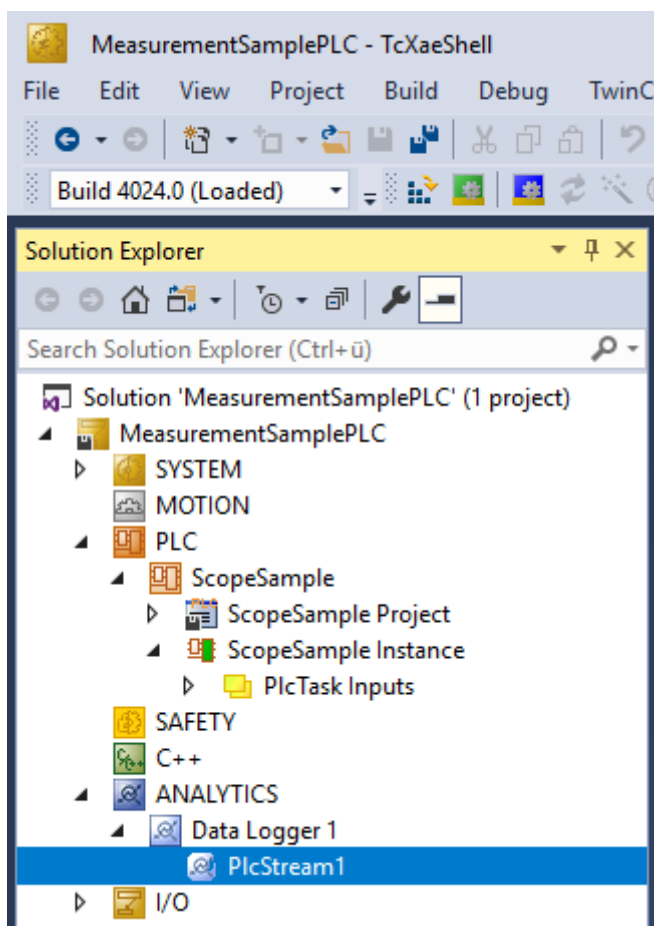 MeasurementSamplePLC - TcXaeShell
File Edit View Project Build Debug TwinC
Build 4024.0 (Loaded)
Solution Explorer
Search Solution Explorer (Ctrl+ü)
Solution 'MeasurementSamplePLC' (1 project)
MeasurementSamplePLC
SYSTEM
MOTION
PLC
ScopeSample
ScopeSample Project
ScopeSample Instance
PlcTask Inputs
SAFETY
C++
ANALYTICS
Data Logger 1
PlcStream1
I/O